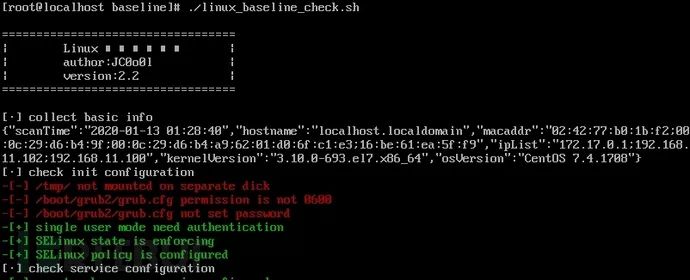 [root@localhost baseline]# ./linux_baseline_check.sh
====================================
¦ Linux ¦
¦ author:JC0o0l ¦
¦ version:2.2 ¦
====================================
[·] collect basic info
{"scanTime":"2020-01-13 01:28:40","hostname":"localhost.localdomain","macaddr":"02:42:77:b0:1b:f2;00
:0c:29:d6:b4:9f;00:0c:29:d6:b4:a9;62:01:d0:6f:c1:e3;16:be:61:ea:5f:f9","ipList":"172.17.0.1;192.168.
11.102;192.168.11.100","kernelVersion":"3.10.0-693.el7.x86_64","osVersion":"CentOS 7.4.1708"}
[·] check init configuration
-[-] /tmp/ not mounted on separate dick
-[-] /boot/grub2/grub.cfg permission is not 0600
-[-] /boot/grub2/grub.cfg not set password
-[+] single user mode need authentication
-[+] SELinux state is enforcing
-[+] SELinux policy is configured
[·] check service configuration